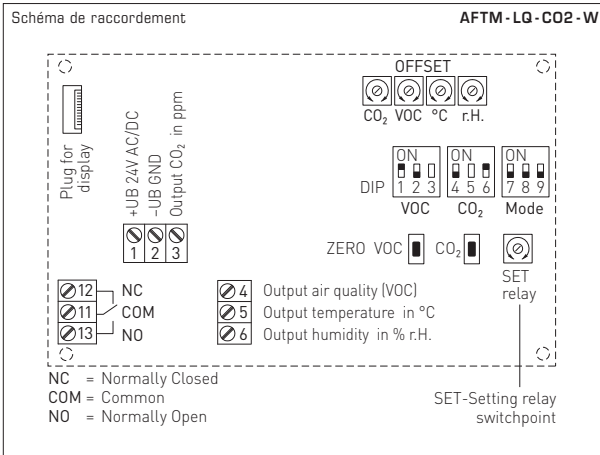 Schéma de raccordement
AFTM-LQ-CO2-W
OFFSET
CO₂ VOC °C r.H.
Plug for
display
+UB 24V AC/DC
-UB GND
Output CO₂ in ppm
1 2 3
ON ON ON
DIP 1 2 3 4 5 6 7 8 9
VOC CO₂ Mode
ZERO VOC CO₂
SET
relay
12 NC
11 COM
13 NO
4 Output air quality (VOC)
5 Output temperature in °C
6 Output humidity in % r.H.
NC = Normally Closed
COM = Common
NO = Normally Open
SET-Setting relay
switchpoint